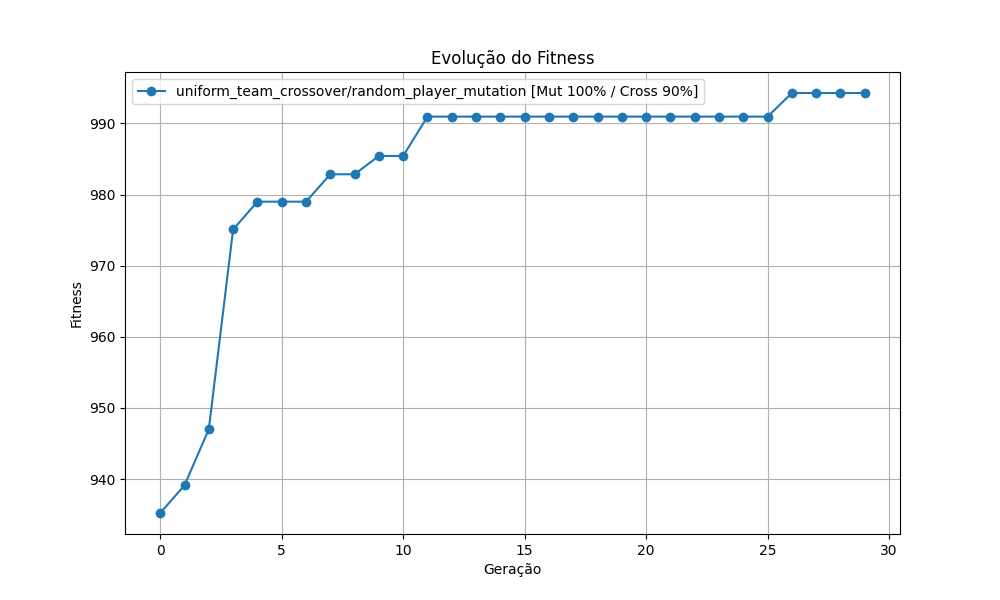 Evolução do Fitness
uniform_team_crossover/random_player_mutation [Mut 100% / Cross 90%]
Fitness
990
980
970
960
950
940
0 5 10 15 20 25 30
Geração